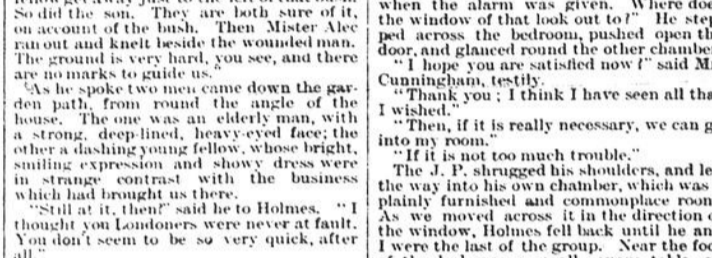 So did the son. They are both sure of it,
on account of the bush. Then Mister Alec
ran out and knelt beside the wounded man.
The ground is very hard, you see, and there
are no marks to guide us."
"As he spoke two men came down the gar-
den path, from round the angle of the
house. The one was an elderly man, with
a strong, deep-lined, heavy-eyed face; the
other a dashing young fellow, whose bright,
smiling expression and showy dress were
in strange contrast with the business
which had brought us there.
"Still at it, then?" said he to Holmes. "I
thought you Londoners were never at fault.
You don't seem to be so very quick, after
all."
when the alarm was given. Where doe
the window of that look out to?" He step
ped across the bedroom, pushed open th
door, and glanced round the other chambe
"I hope you are satisfied now?" said M
Cunningham, testily.
"Thank you; I think I have seen all tha
I wished."
"Then, if it is really necessary, we can g
into my room."
"If it is not too much trouble."
The J. P. shrugged his shoulders, and le
the way into his own chamber, which was
plainly furnished and commonplace room
As we moved across it in the direction o
the window, Holmes fell back until he an
I were the last of the group. Near the foo